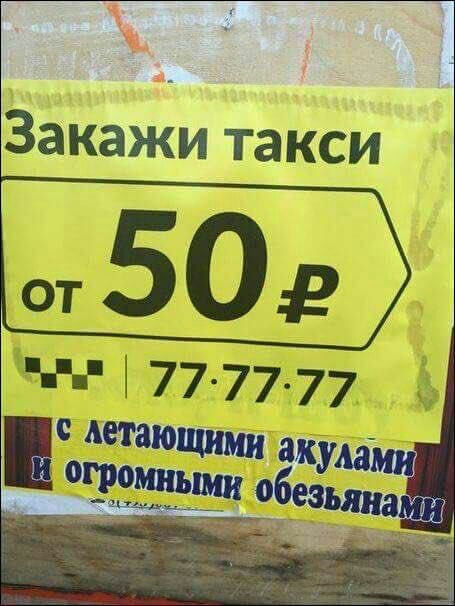 Закажи такси
от 50 ₽
77·77·77
с летающими акулами
и огромными обезьянами